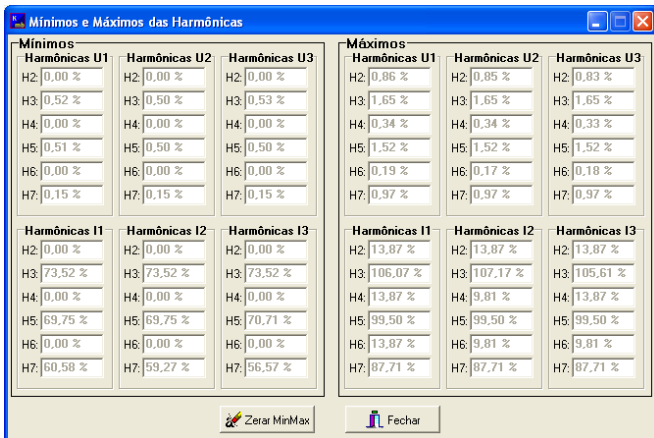 Mínimos e Máximos das Harmônicas
Mínimos
Harmônicas U1 Harmônicas U2 Harmônicas U3
H2: 0,00 % H2: 0,00 % H2: 0,00 %
H3: 0,52 % H3: 0,50 % H3: 0,53 %
H4: 0,00 % H4: 0,00 % H4: 0,00 %
H5: 0,51 % H5: 0,50 % H5: 0,50 %
H6: 0,00 % H6: 0,00 % H6: 0,00 %
H7: 0,15 % H7: 0,15 % H7: 0,15 %
Harmônicas I1 Harmônicas I2 Harmônicas I3
H2: 0,00 % H2: 0,00 % H2: 0,00 %
H3: 73,52 % H3: 73,52 % H3: 73,52 %
H4: 0,00 % H4: 0,00 % H4: 0,00 %
H5: 69,75 % H5: 69,75 % H5: 70,71 %
H6: 0,00 % H6: 0,00 % H6: 0,00 %
H7: 60,58 % H7: 59,27 % H7: 56,57 %
Máximos
Harmônicas U1 Harmônicas U2 Harmônicas U3
H2: 0,86 % H2: 0,85 % H2: 0,83 %
H3: 1,65 % H3: 1,65 % H3: 1,65 %
H4: 0,34 % H4: 0,34 % H4: 0,33 %
H5: 1,52 % H5: 1,52 % H5: 1,52 %
H6: 0,19 % H6: 0,17 % H6: 0,18 %
H7: 0,97 % H7: 0,97 % H7: 0,97 %
Harmônicas I1 Harmônicas I2 Harmônicas I3
H2: 13,87 % H2: 13,87 % H2: 13,87 %
H3: 106,07 % H3: 107,17 % H3: 105,61 %
H4: 13,87 % H4: 9,81 % H4: 13,87 %
H5: 99,50 % H5: 99,50 % H5: 99,50 %
H6: 13,87 % H6: 9,81 % H6: 9,81 %
H7: 87,71 % H7: 87,71 % H7: 87,71 %
Zerar MinMax Fechar